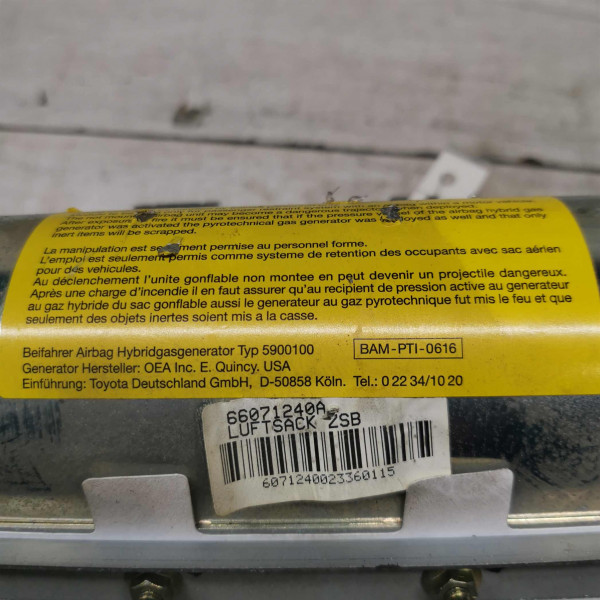 generator was activated the pyrotechnical gas generator was as well and that only
inert items will be scrapped.
La manipulation est permise au personnel forme.
L'emploi est seulement permis comme systeme de retention des occupants avec sac aérien
pour des vehicules.
Au déclenchement l'unite gonflable non montee en peut devenir un projectile dangereux.
Après une charge d'incendie il en faut assurer qu'au recipient de pression active au generateur
au gaz hybride du sac gonflable aussi le generateur au gaz pyrotechnique fut mis le feu et que
seulement des objets inertes soient mis a la casse.
Beifahrer Airbag Hybridgasgenerator Typ 5900100
BAM-PTI-0616
Generator Hersteller: OEA Inc. E. Quincy. USA
Einführung: Toyota Deutschland GmbH, D-50858 Köln. Tel.: 0 22 34/10 20
66071240A
LUFTSACK ZSB
6071240023360115